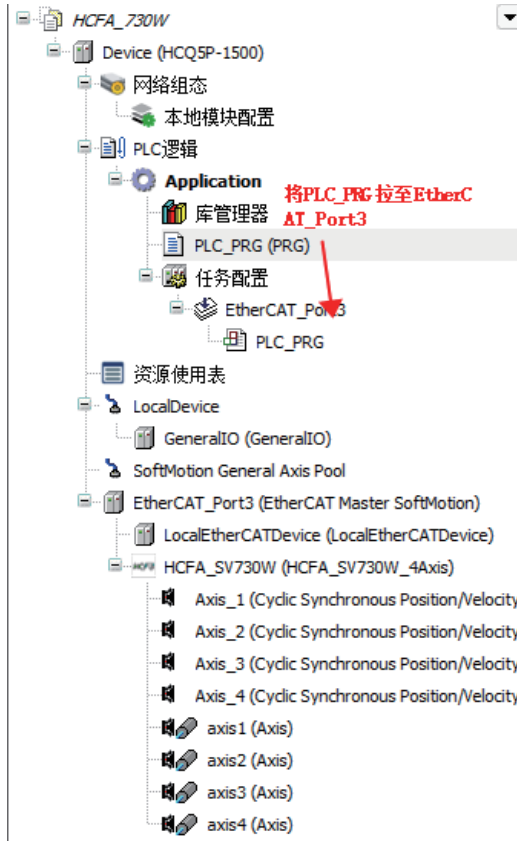 HCFA_730W
Device (HCQ5P-1500)
网络组态
本地模块配置
PLC逻辑
Application
将PLC_PRG 拉至EtherC
AT_Port3
库管理器
PLC_PRG (PRG)
任务配置
EtherCAT_Port3
PLC_PRG
资源使用表
LocalDevice
GeneralIO (GeneralIO)
SoftMotion General Axis Pool
EtherCAT_Port3 (EtherCAT Master SoftMotion)
LocalEtherCATDevice (LocalEtherCATDevice)
HCFA_SV730W (HCFA_SV730W_4Axis)
Axis_1 (Cyclic Synchronous Position/Velocity
Axis_2 (Cyclic Synchronous Position/Velocity
Axis_3 (Cyclic Synchronous Position/Velocity
Axis_4 (Cyclic Synchronous Position/Velocity
axis1 (Axis)
axis2 (Axis)
axis3 (Axis)
axis4 (Axis)